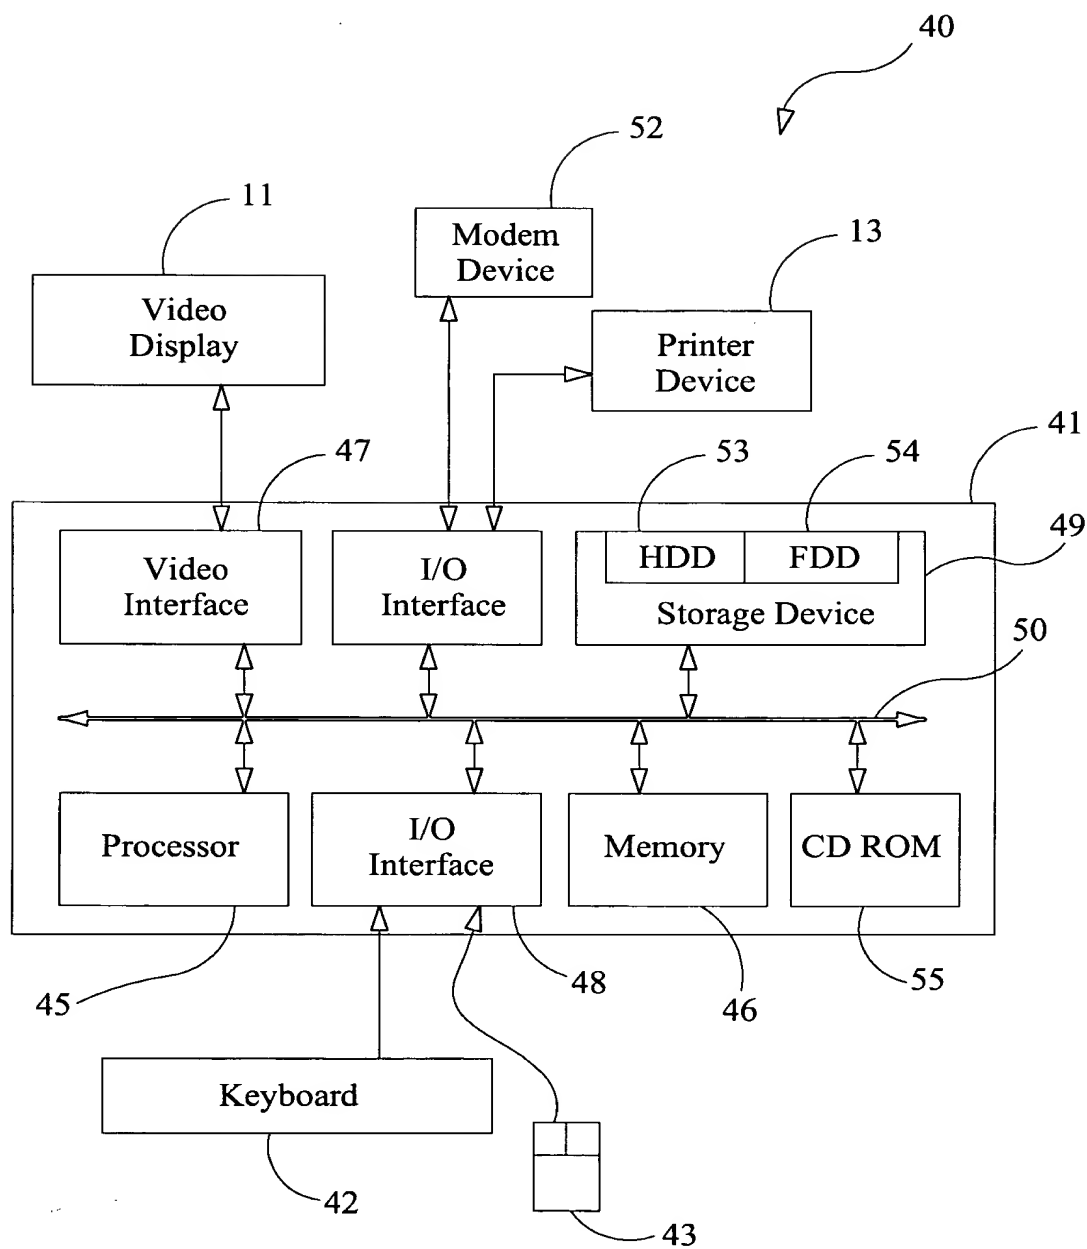 40
52
11
Modem
Device
13
Video
Display
Printer
Device
41
47
53
54
49
Video
Interface
I/O
Interface
HDD
FDD
Storage Device
50
Processor
I/O
Interface
Memory
CD ROM
45
48
46
55
Keyboard
42
43